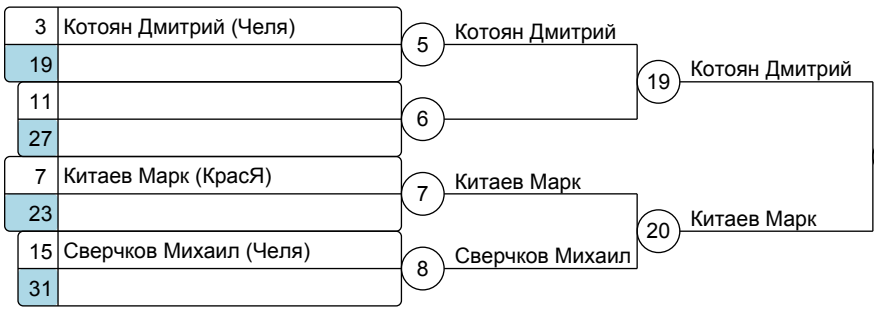 3 Котоян Дмитрий (Челя)
19
5 Котоян Дмитрий
11
27
6
19 Котоян Дмитрий
7 Китаев Марк (КрасЯ)
23
7 Китаев Марк
15 Сверчков Михаил (Челя)
31
8 Сверчков Михаил
20 Китаев Марк